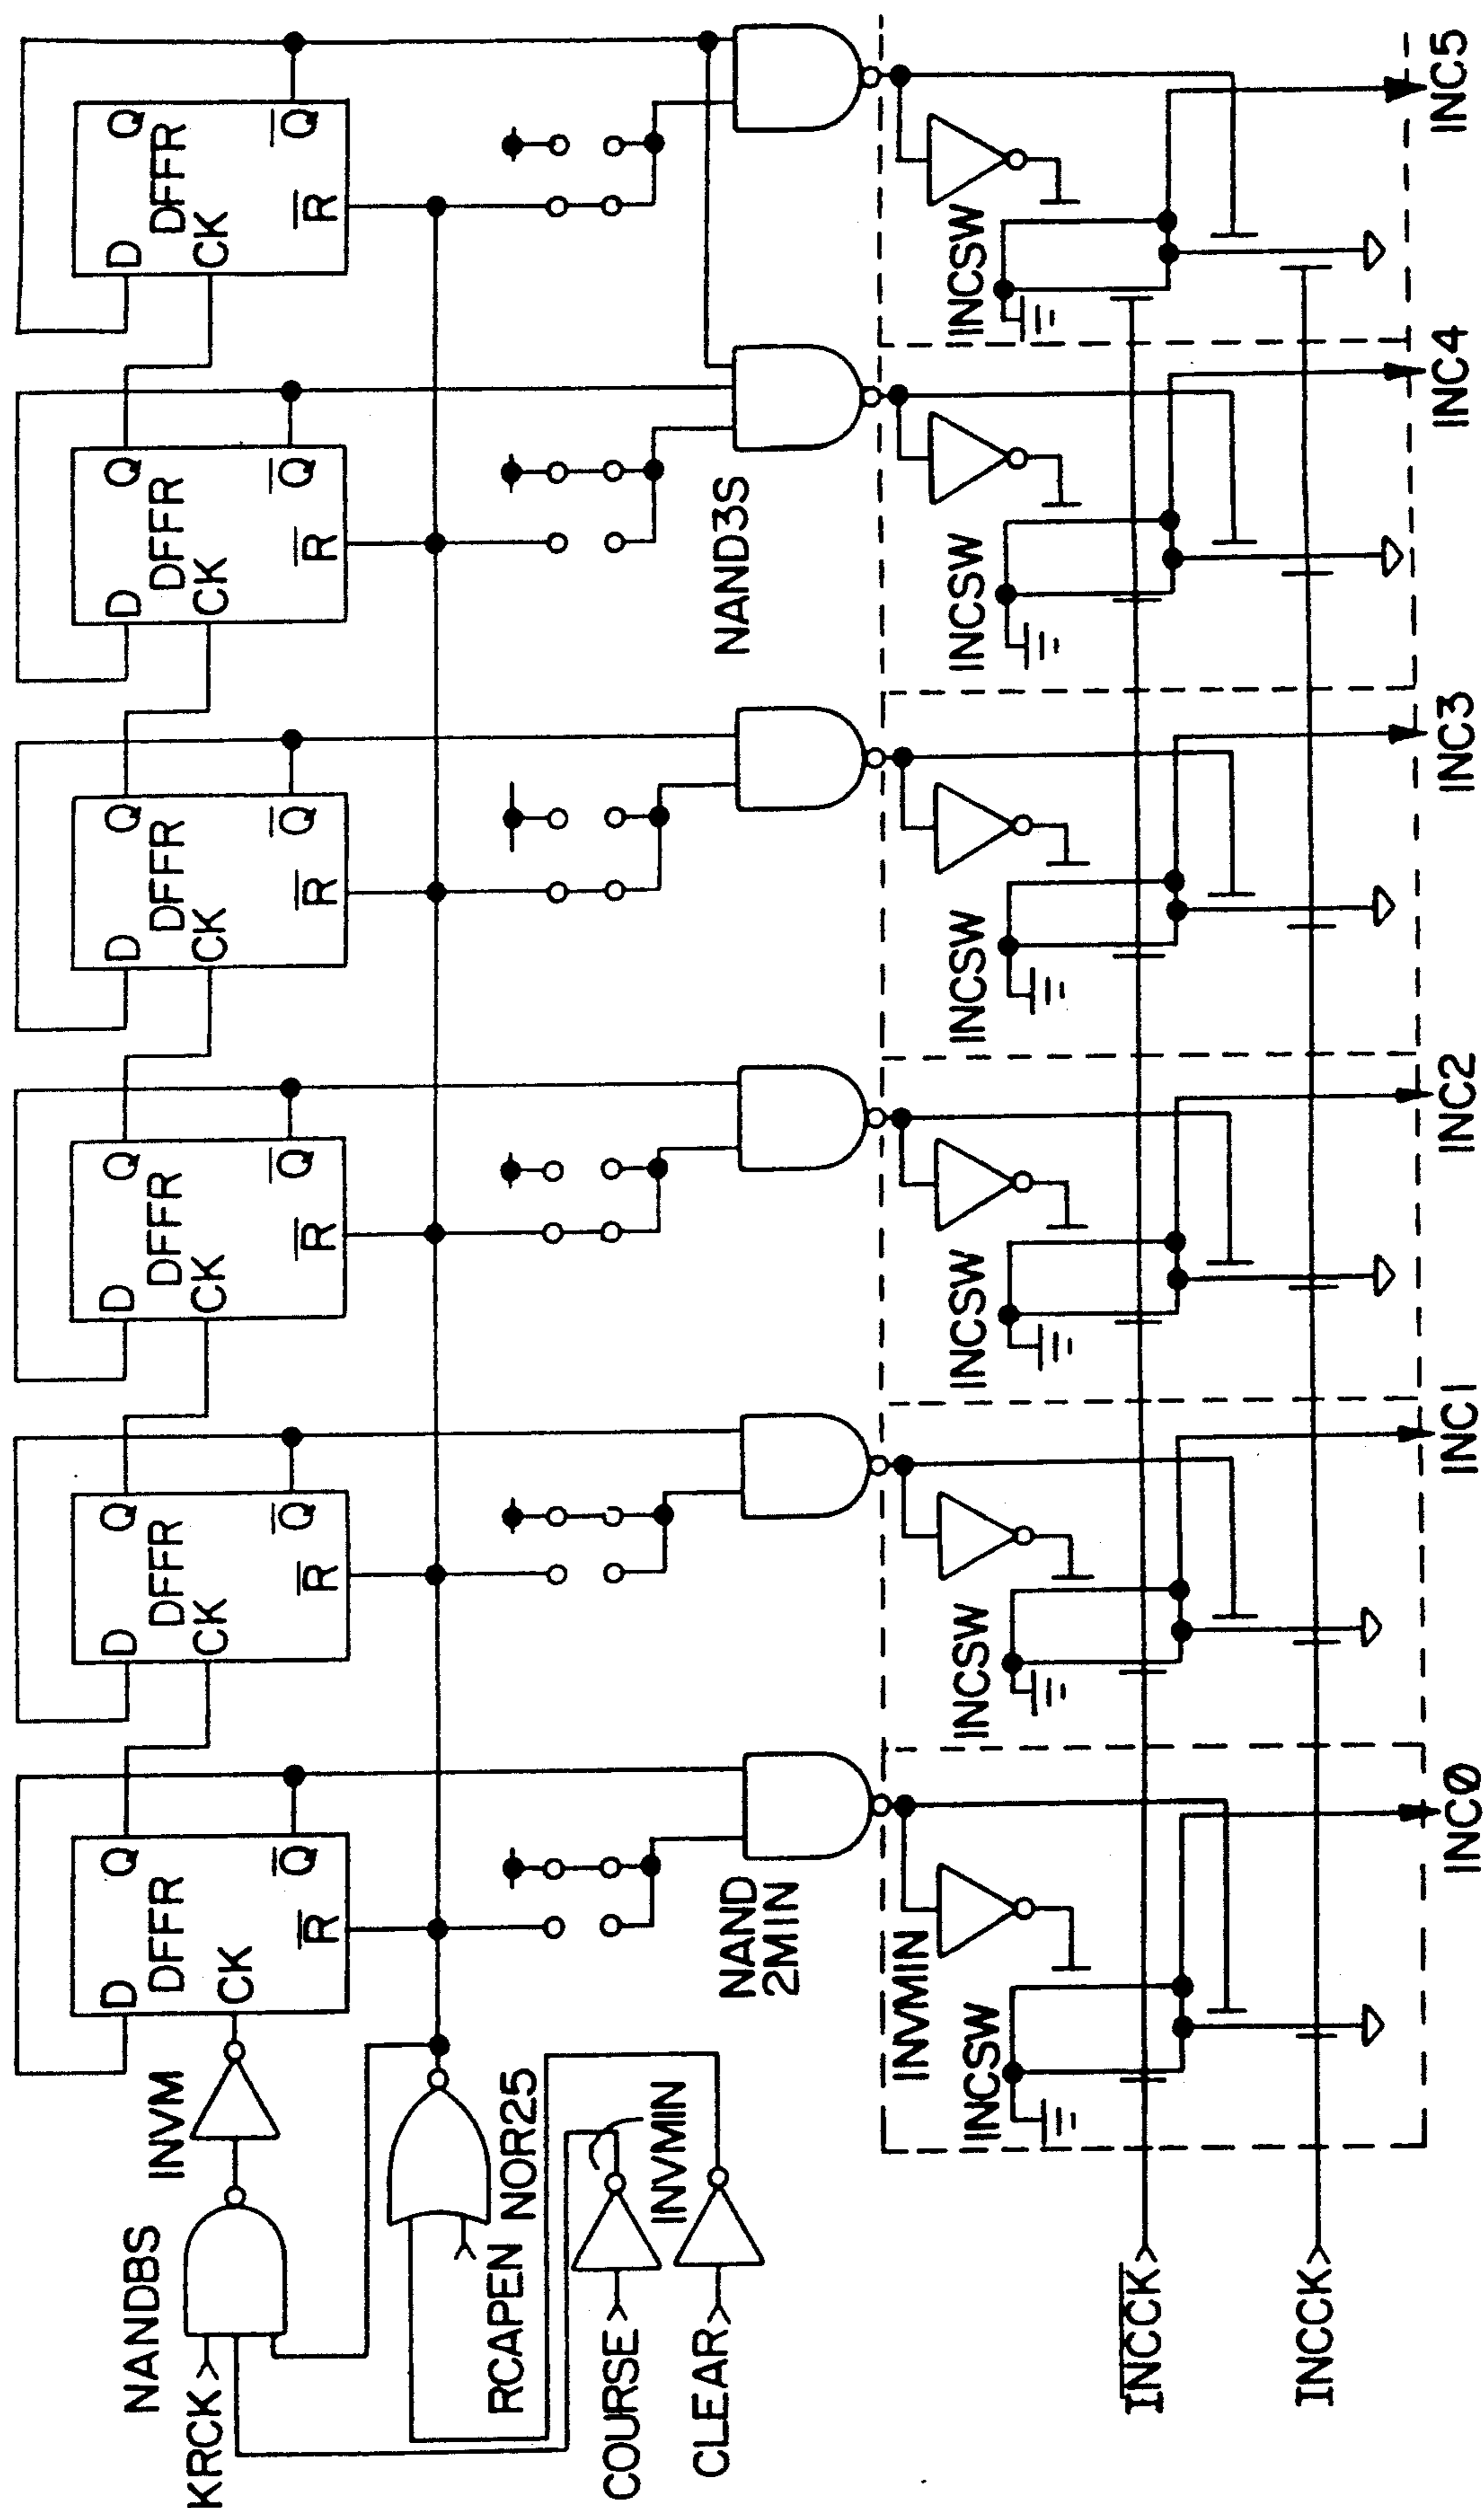 NANDBS
INVM
KRCK
RCAPEN
NOR25
COURSE
INVMIN
CLEAR
D Q
DFFR
CK
Q̅
R̅
D Q
DFFR
CK
Q̅
R̅
D Q
DFFR
CK
Q̅
R̅
D Q
DFFR
CK
Q̅
R̅
D Q
DFFR
CK
Q̅
R̅
D Q
DFFR
CK
Q̅
R̅
NAND
2MIN
NAND3S
INVMIN
INCSW
INCSW
INCSW
INCSW
INCSW
INCSW
I̅N̅C̅C̅K̅
INCCK
INC0
INC1
INC2
INC3
INC4
INC5